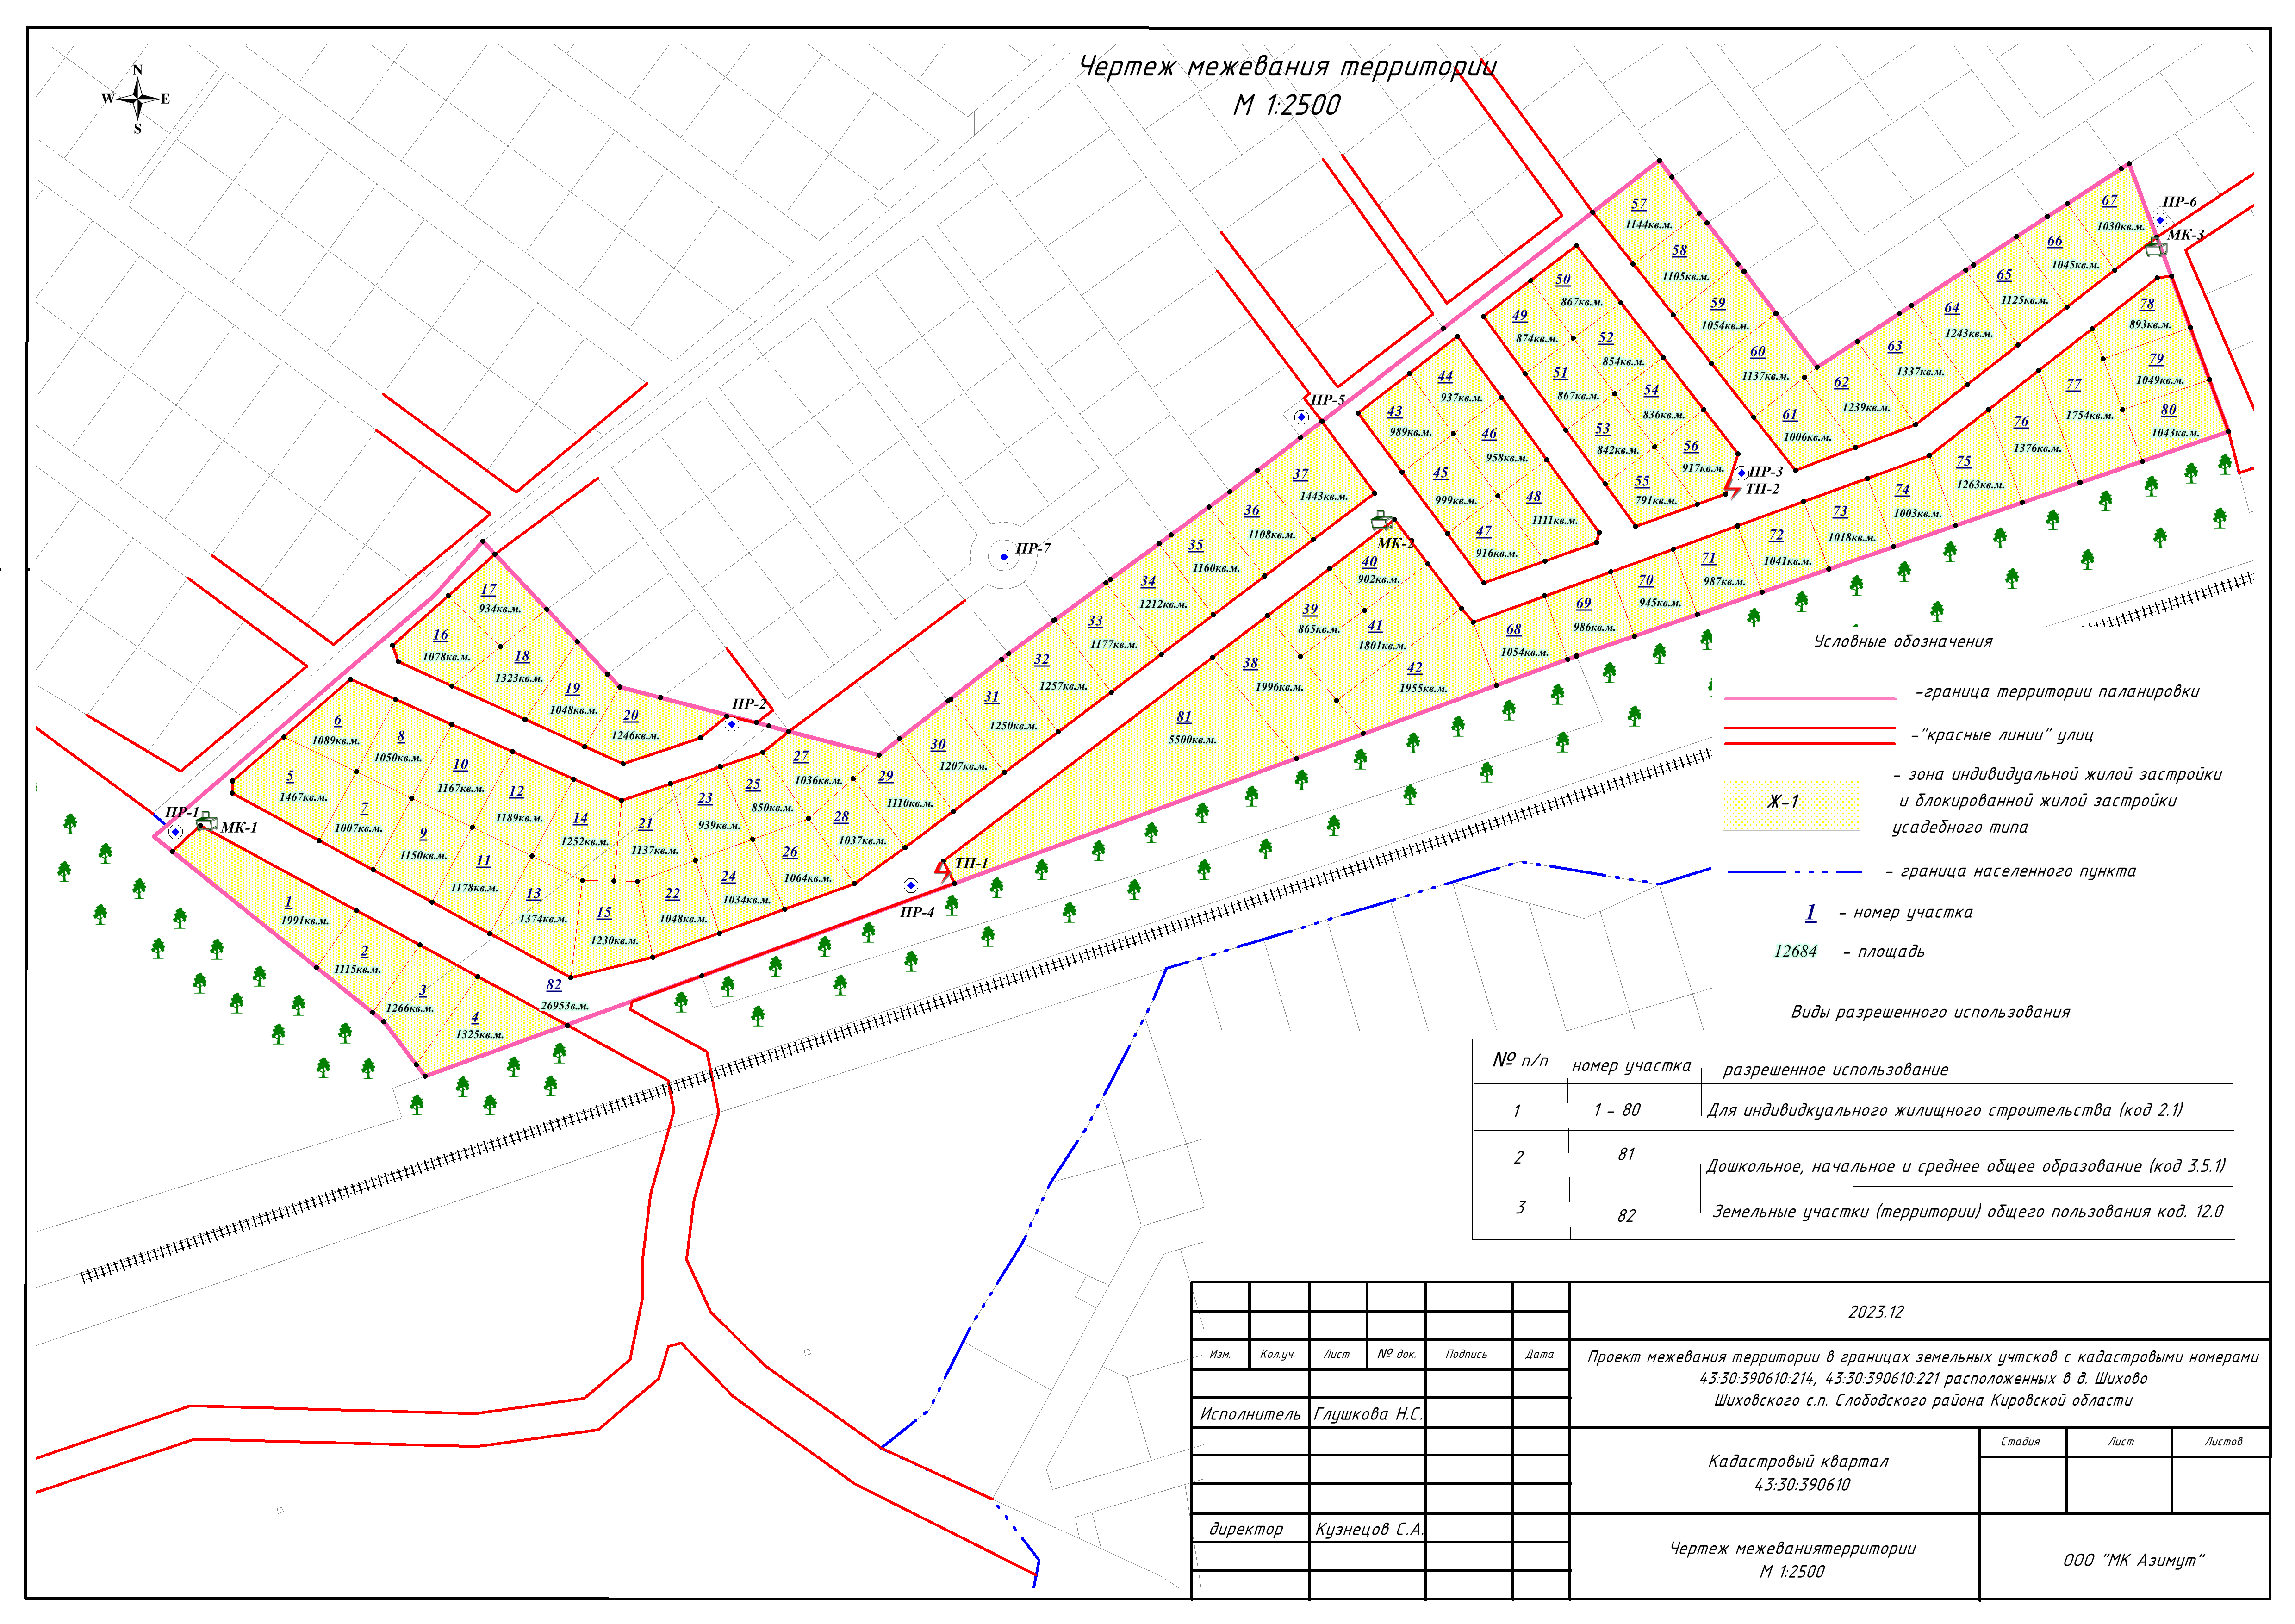 Чертеж межевания территории
М 1:2500
N
W E
S
57
1144кв.м.
58
1105кв.м.
59
1054кв.м.
60
1137кв.м.
61
1006кв.м.
62
1239кв.м.
63
1337кв.м.
64
1243кв.м.
65
1125кв.м.
66
1045кв.м.
67
1030кв.м.
ПР-6
МК-3
78
893кв.м.
79
1049кв.м.
80
1043кв.м.
77
1754кв.м.
76
1376кв.м.
75
1263кв.м.
74
1003кв.м.
73
1018кв.м.
72
1041кв.м.
71
987кв.м.
70
945кв.м.
69
986кв.м.
68
1054кв.м.
50
867кв.м.
49
874кв.м.
52
854кв.м.
51
867кв.м.
54
836кв.м.
53
842кв.м.
56
917кв.м.
55
791кв.м.
ПР-3
ТП-2
44
937кв.м.
43
989кв.м.
46
958кв.м.
45
999кв.м.
48
1111кв.м.
47
916кв.м.
ПР-5
МК-2
37
1443кв.м.
36
1108кв.м.
35
1160кв.м.
34
1212кв.м.
33
1177кв.м.
32
1257кв.м.
31
1250кв.м.
30
1207кв.м.
29
1110кв.м.
28
1037кв.м.
27
1036кв.м.
25
850кв.м.
26
1064кв.м.
23
939кв.м.
24
1034кв.м.
21
1137кв.м.
22
1048кв.м.
40
902кв.м.
39
865кв.м.
41
1801кв.м.
42
1955кв.м.
38
1996кв.м.
81
5500кв.м.
ТП-1
ПР-4
ПР-7
ПР-2
17
934кв.м.
16
1078кв.м.
18
1323кв.м.
19
1048кв.м.
20
1246кв.м.
6
1089кв.м.
5
1467кв.м.
8
1050кв.м.
7
1007кв.м.
10
1167кв.м.
9
1150кв.м.
12
1189кв.м.
11
1178кв.м.
14
1252кв.м.
13
1374кв.м.
15
1230кв.м.
ПР-1
МК-1
1
1991кв.м.
2
1115кв.м.
3
1266кв.м.
4
1325кв.м.
82
26953кв.м.
Условные обозначения
-граница территории паланировки
-"красные линии" улиц
Ж-1
- зона индивидуальной жилой застройки
и блокированной жилой застройки
усадебного типа
- граница населенного пункта
1 - номер участка
12684 - площадь
Виды разрешенного использования
№ п/п номер участка разрешенное использование
1 1 - 80 Для индивидкуального жилищного строительства (код 2.1)
2 81 Дошкольное, начальное и среднее общее образование (код 3.5.1)
3 82 Земельные участки (территории) общего пользования код. 12.0
2023.12
Изм. Кол.уч. Лист № док. Подпись Дата
Проект межевания территории в границах земельных учтсков с кадастровыми номерами
43:30:390610:214, 43:30:390610:221 расположенных в д. Шихово
Шиховского с.п. Слободского района Кировской области
Исполнитель Глушкова Н.С.
Кадастровый квартал
43:30:390610
Стадия Лист Листов
директор Кузнецов С.А.
Чертеж межеваниятерритории
М 1:2500
ООО "МК Азимут"